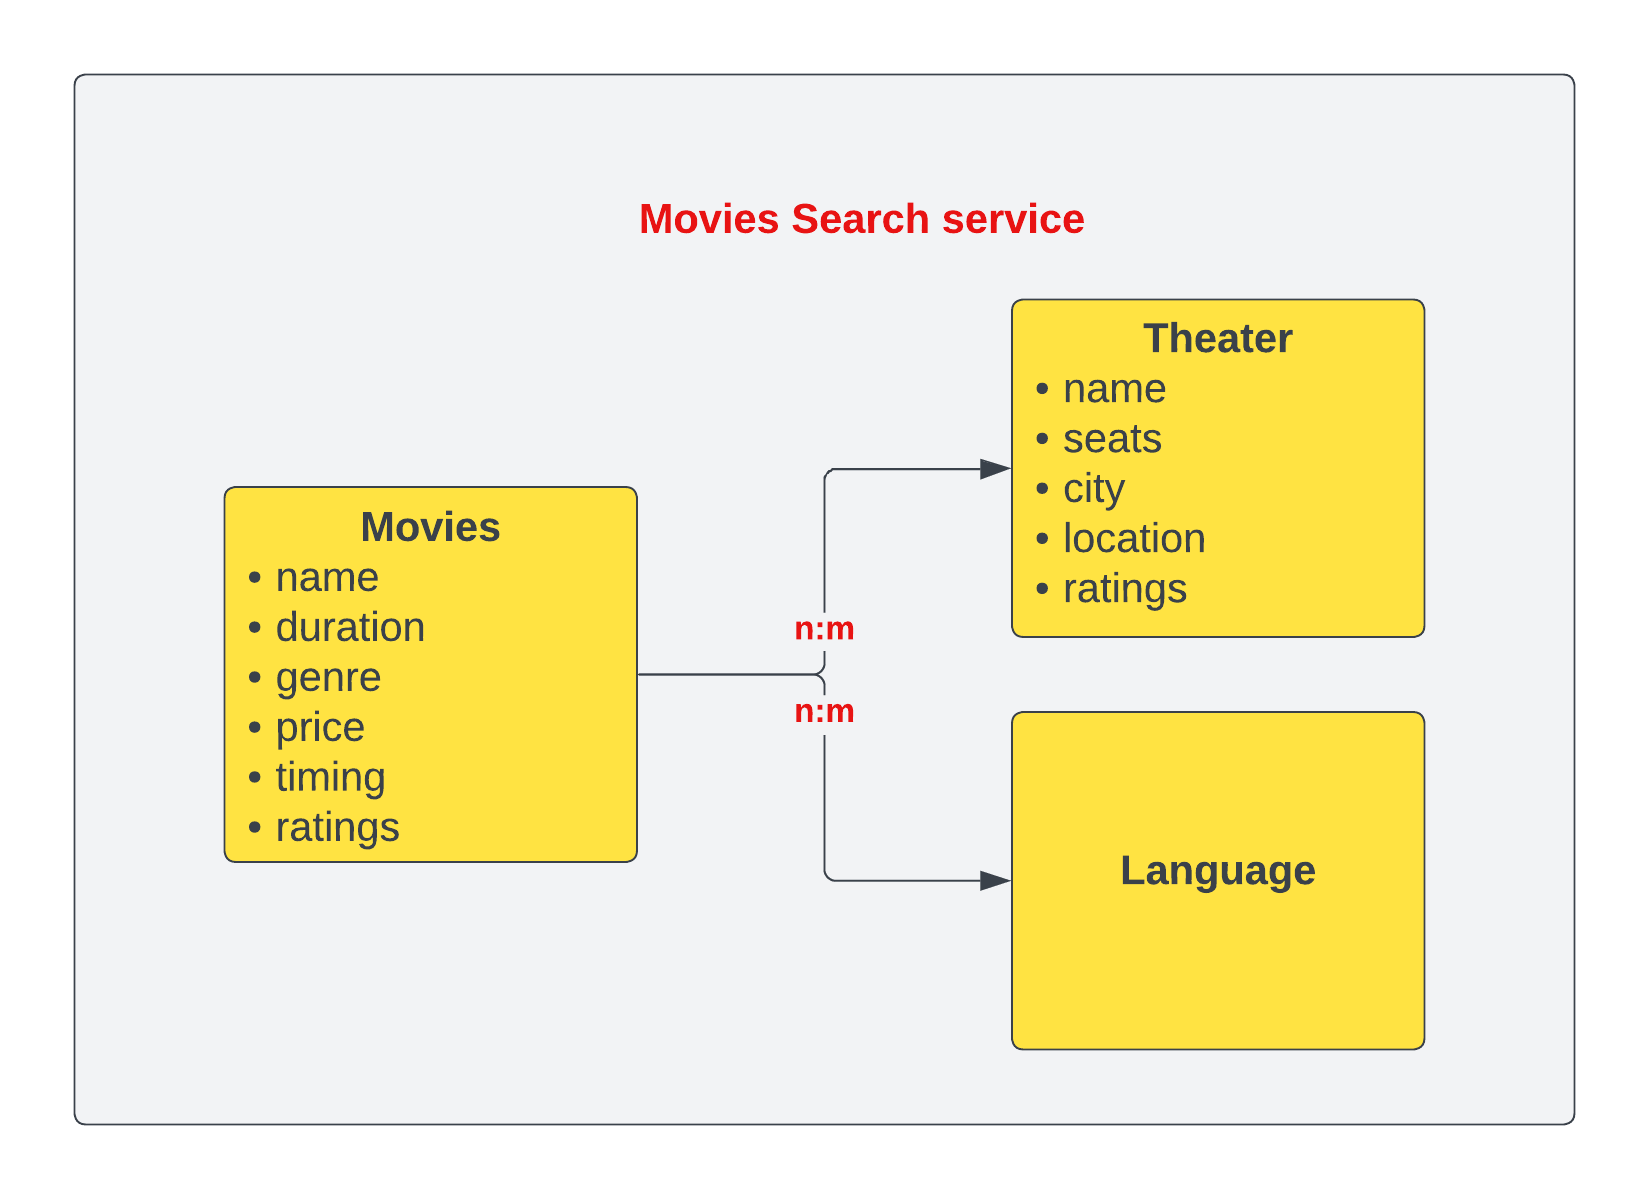 Movies Search service
Movies
• name
• duration
• genre
• price
• timing
• ratings
n:m
n:m
Theater
• name
• seats
• city
• location
• ratings
Language